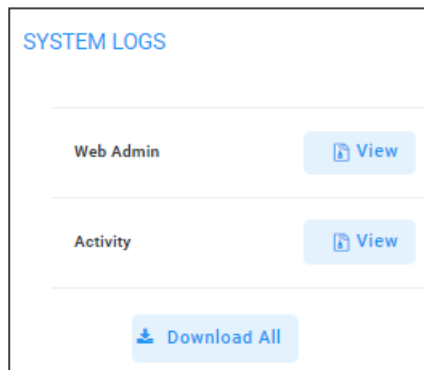 SYSTEM LOGS
Web Admin View
Activity View
Download All